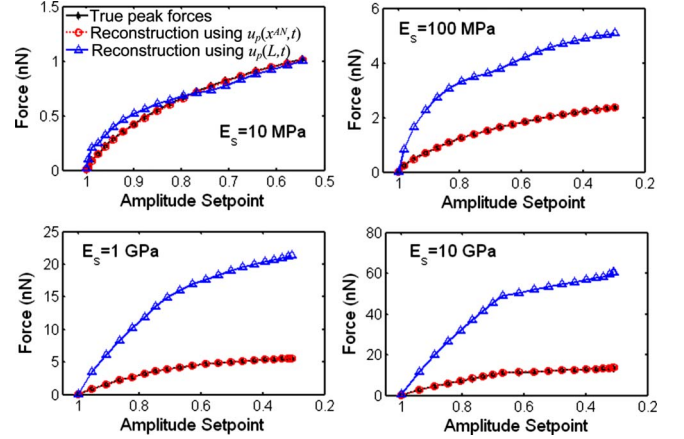 True peak forces
Reconstruction using u_p(x^AN,t)
Reconstruction using u_p(L,t)
E_S=10 MPa
Force (nN)
1.5
1
0.5
0
1 0.9 0.8 0.7 0.6 0.5
Amplitude Setpoint
E_S=100 MPa
Force (nN)
6
4
2
0
1 0.8 0.6 0.4 0.2
Amplitude Setpoint
E_S=1 GPa
Force (nN)
25
20
15
10
5
0
1 0.8 0.6 0.4 0.2
Amplitude Setpoint
E_S=10 GPa
Force (nN)
80
60
40
20
0
1 0.8 0.6 0.4 0.2
Amplitude Setpoint